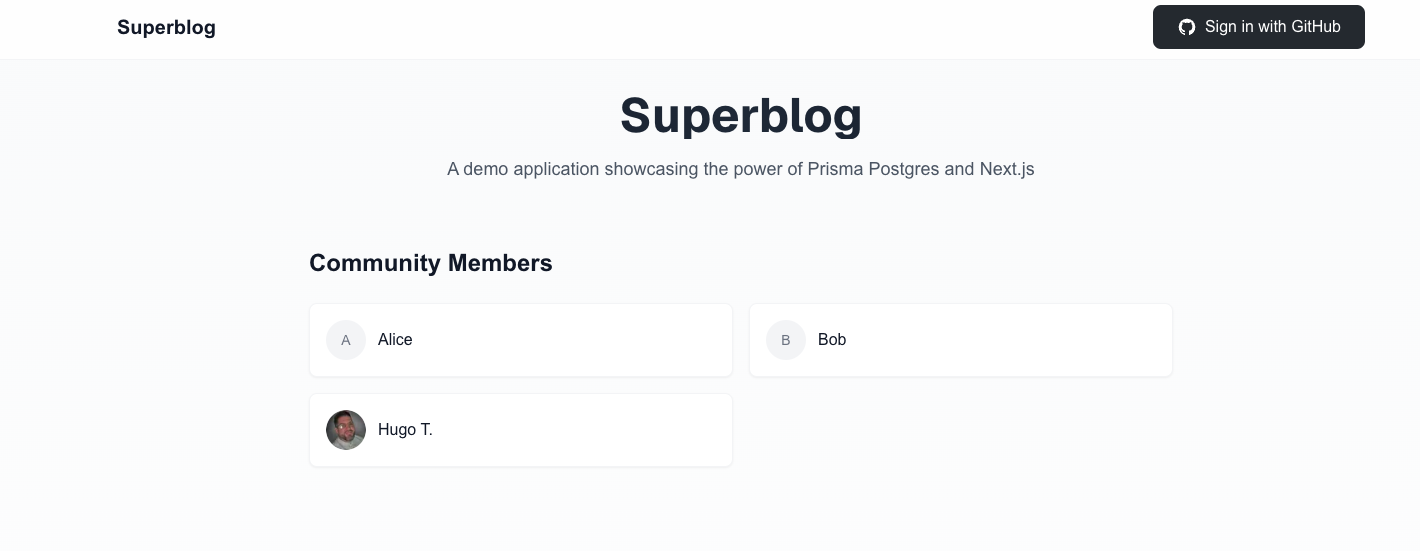 Superblog
Sign in with GitHub
Superblog
A demo application showcasing the power of Prisma Postgres and Next.js
Community Members
A
Alice
B
Bob
Hugo T.